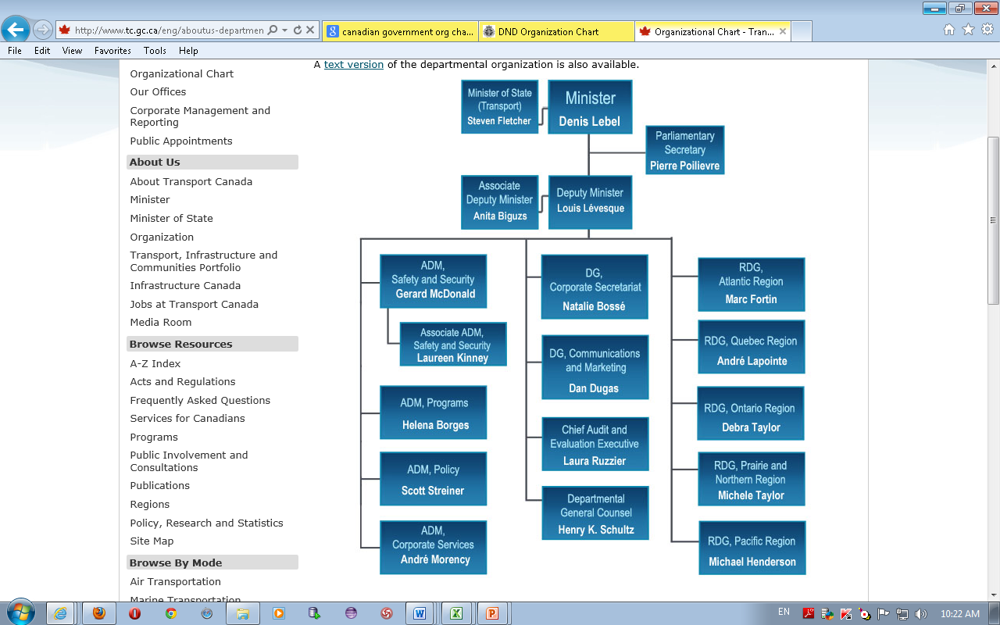 http://www.tc.gc.ca/eng/aboutus-departmen
canadian government org cha...
DND Organization Chart
Organizational Chart - Tran...
File Edit View Favorites Tools Help
A text version of the departmental organization is also available.
Organizational Chart
Our Offices
Corporate Management and
Reporting
Public Appointments
About Us
About Transport Canada
Minister
Minister of State
Organization
Transport, Infrastructure and
Communities Portfolio
Infrastructure Canada
Jobs at Transport Canada
Media Room
Browse Resources
A-Z Index
Acts and Regulations
Frequently Asked Questions
Services for Canadians
Programs
Public Involvement and
Consultations
Publications
Regions
Policy, Research and Statistics
Site Map
Browse By Mode
Air Transportation
Marine Transportation
Minister of State
(Transport)
Steven Fletcher
Minister
Denis Lebel
Parliamentary
Secretary
Pierre Poilievre
Associate
Deputy Minister
Anita Biguzs
Deputy Minister
Louis Lévesque
ADM,
Safety and Security
Gerard McDonald
Associate ADM,
Safety and Security
Laureen Kinney
ADM, Programs
Helena Borges
ADM, Policy
Scott Streiner
ADM,
Corporate Services
André Morency
DG,
Corporate Secretariat
Natalie Bossé
DG, Communications
and Marketing
Dan Dugas
Chief Audit and
Evaluation Executive
Laura Ruzzier
Departmental
General Counsel
Henry K. Schultz
RDG,
Atlantic Region
Marc Fortin
RDG, Quebec Region
André Lapointe
RDG, Ontario Region
Debra Taylor
RDG, Prairie and
Northern Region
Michele Taylor
RDG, Pacific Region
Michael Henderson
EN
10:22 AM